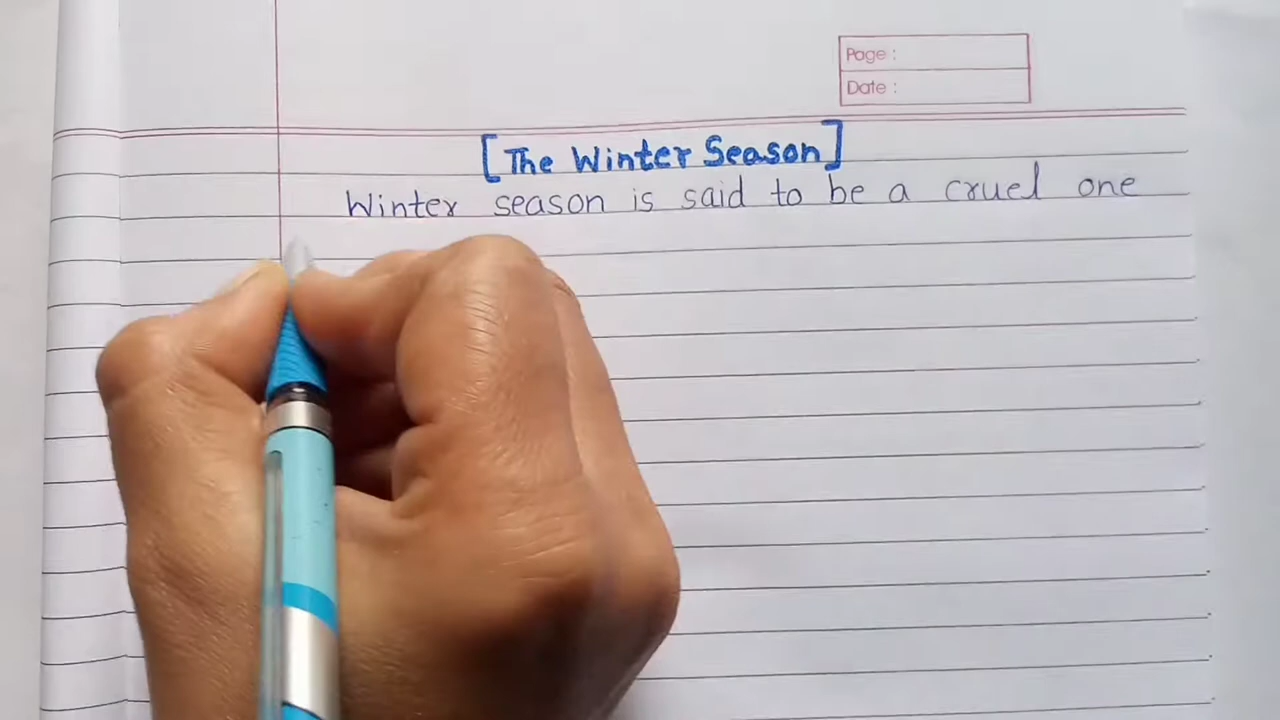 Page :
Date :
[The Winter Season]
Winter season is said to be a cruel one